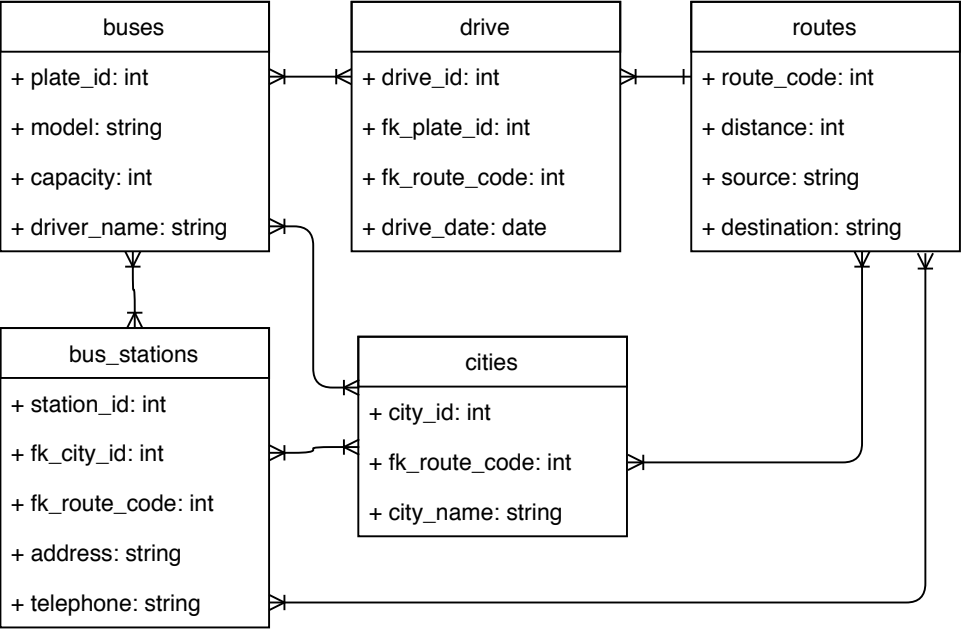 buses
+ plate_id: int
+ model: string
+ capacity: int
+ driver_name: string
drive
+ drive_id: int
+ fk_plate_id: int
+ fk_route_code: int
+ drive_date: date
routes
+ route_code: int
+ distance: int
+ source: string
+ destination: string
bus_stations
+ station_id: int
+ fk_city_id: int
+ fk_route_code: int
+ address: string
+ telephone: string
cities
+ city_id: int
+ fk_route_code: int
+ city_name: string